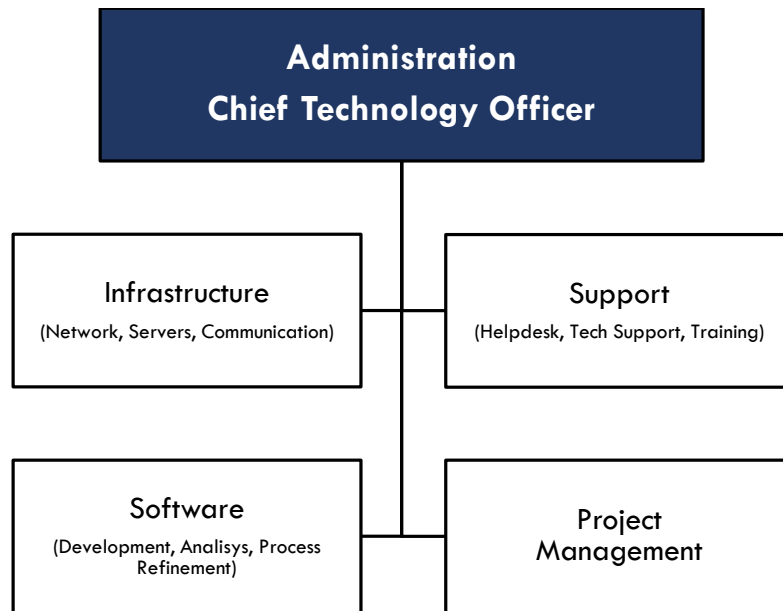 Administration
Chief Technology Officer
Infrastructure
(Network, Servers, Communication)
Support
(Helpdesk, Tech Support, Training)
Software
(Development, Analisys, Process
Refinement)
Project
Management